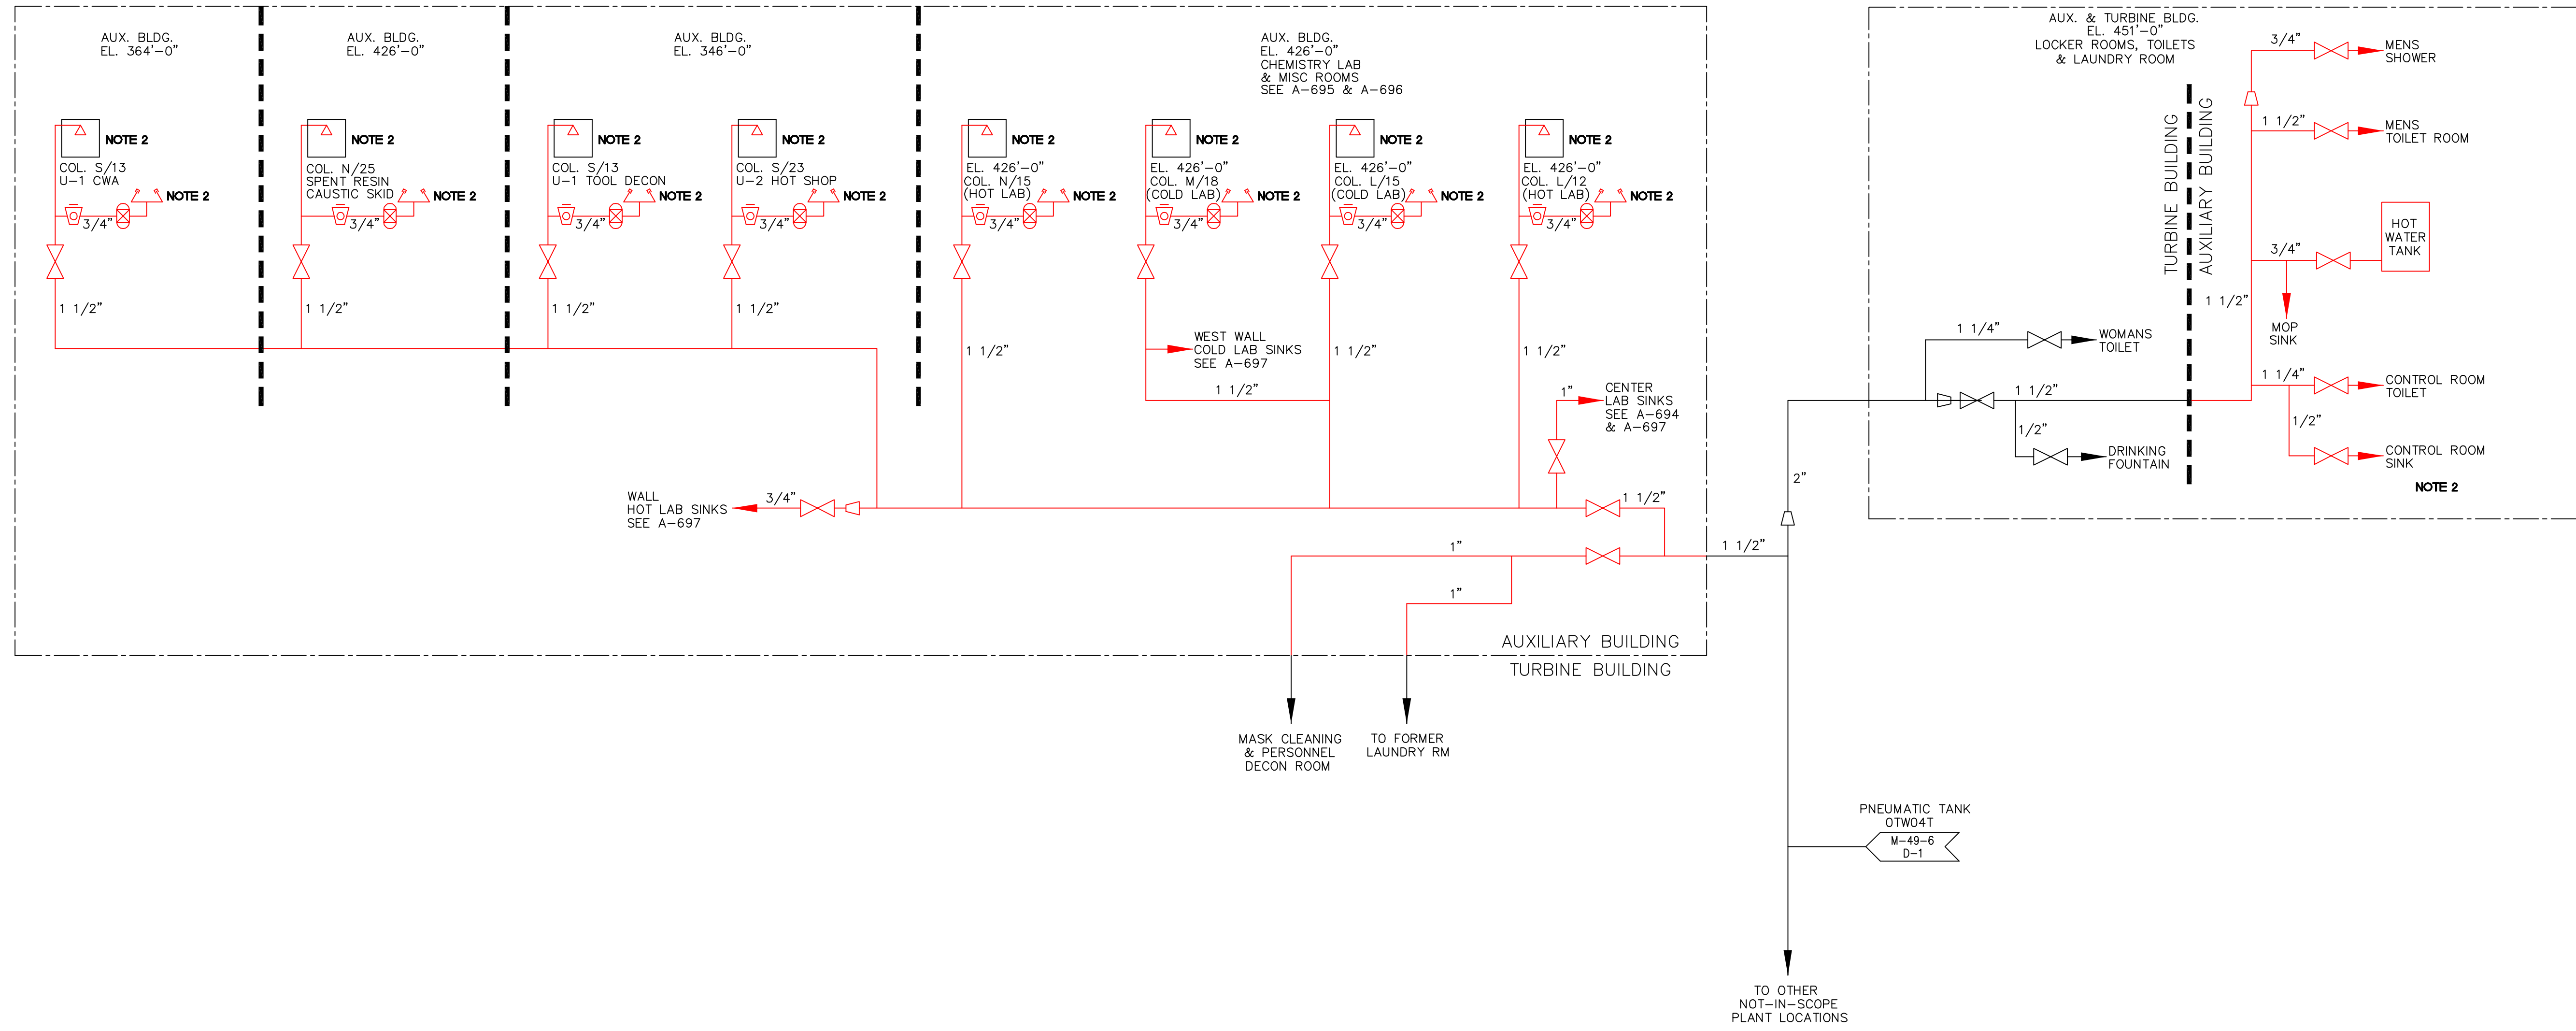 AUX. BLDG.
EL. 364'-0"
AUX. BLDG.
EL. 426'-0"
AUX. BLDG.
EL. 346'-0"
AUX. BLDG.
EL. 426'-0"
CHEMISTRY LAB
& MISC ROOMS
SEE A-695 & A-696
NOTE 2
COL. S/13
U-1 CWA
NOTE 2
3/4"
1 1/2"
NOTE 2
COL. N/25
SPENT RESIN
CAUSTIC SKID
NOTE 2
3/4"
1 1/2"
NOTE 2
COL. S/13
U-1 TOOL DECON
NOTE 2
3/4"
1 1/2"
NOTE 2
COL. S/23
U-2 HOT SHOP
NOTE 2
3/4"
1 1/2"
NOTE 2
EL. 426'-0"
COL. N/15
(HOT LAB)
NOTE 2
3/4"
1 1/2"
NOTE 2
EL. 426'-0"
COL. M/18
(COLD LAB)
NOTE 2
3/4"
WEST WALL
COLD LAB SINKS
SEE A-697
1 1/2"
NOTE 2
EL. 426'-0"
COL. L/15
(COLD LAB)
NOTE 2
3/4"
1 1/2"
NOTE 2
EL. 426'-0"
COL. L/12
(HOT LAB)
NOTE 2
3/4"
1 1/2"
1"
CENTER
LAB SINKS
SEE A-694
& A-697
WALL
HOT LAB SINKS
SEE A-697
3/4"
1 1/2"
1"
1"
1 1/2"
AUXILIARY BUILDING
TURBINE BUILDING
MASK CLEANING
& PERSONNEL
DECON ROOM
TO FORMER
LAUNDRY RM
2"
PNEUMATIC TANK
0TW04T
M-49-6
D-1
TO OTHER
NOT-IN-SCOPE
PLANT LOCATIONS
AUX. & TURBINE BLDG.
EL. 451'-0"
LOCKER ROOMS, TOILETS
& LAUNDRY ROOM
TURBINE BUILDING
AUXILIARY BUILDING
3/4"
MENS
SHOWER
1 1/2"
MENS
TOILET ROOM
3/4"
HOT
WATER
TANK
MOP
SINK
1 1/2"
1 1/4"
WOMANS
TOILET
1 1/2"
1/2"
DRINKING
FOUNTAIN
1 1/4"
CONTROL ROOM
TOILET
1/2"
CONTROL ROOM
SINK
NOTE 2